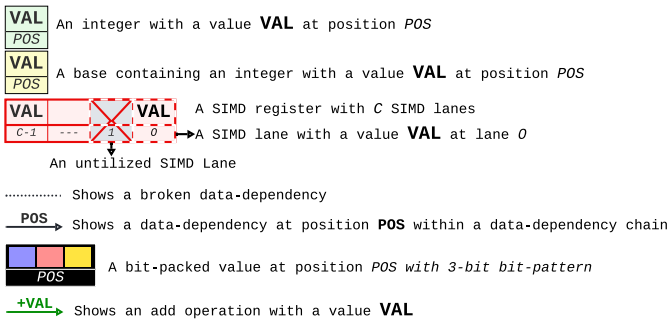 VAL An integer with a value VAL at position POS
POS
VAL A base containing an integer with a value VAL at position POS
POS
VAL VAL A SIMD register with C SIMD lanes
C-1 --- 1 0 A SIMD lane with a value VAL at lane 0
An untilized SIMD Lane
Shows a broken data-dependency
POS Shows a data-dependency at position POS within a data-dependency chain
POS A bit-packed value at position POS with 3-bit bit-pattern
+VAL Shows an add operation with a value VAL